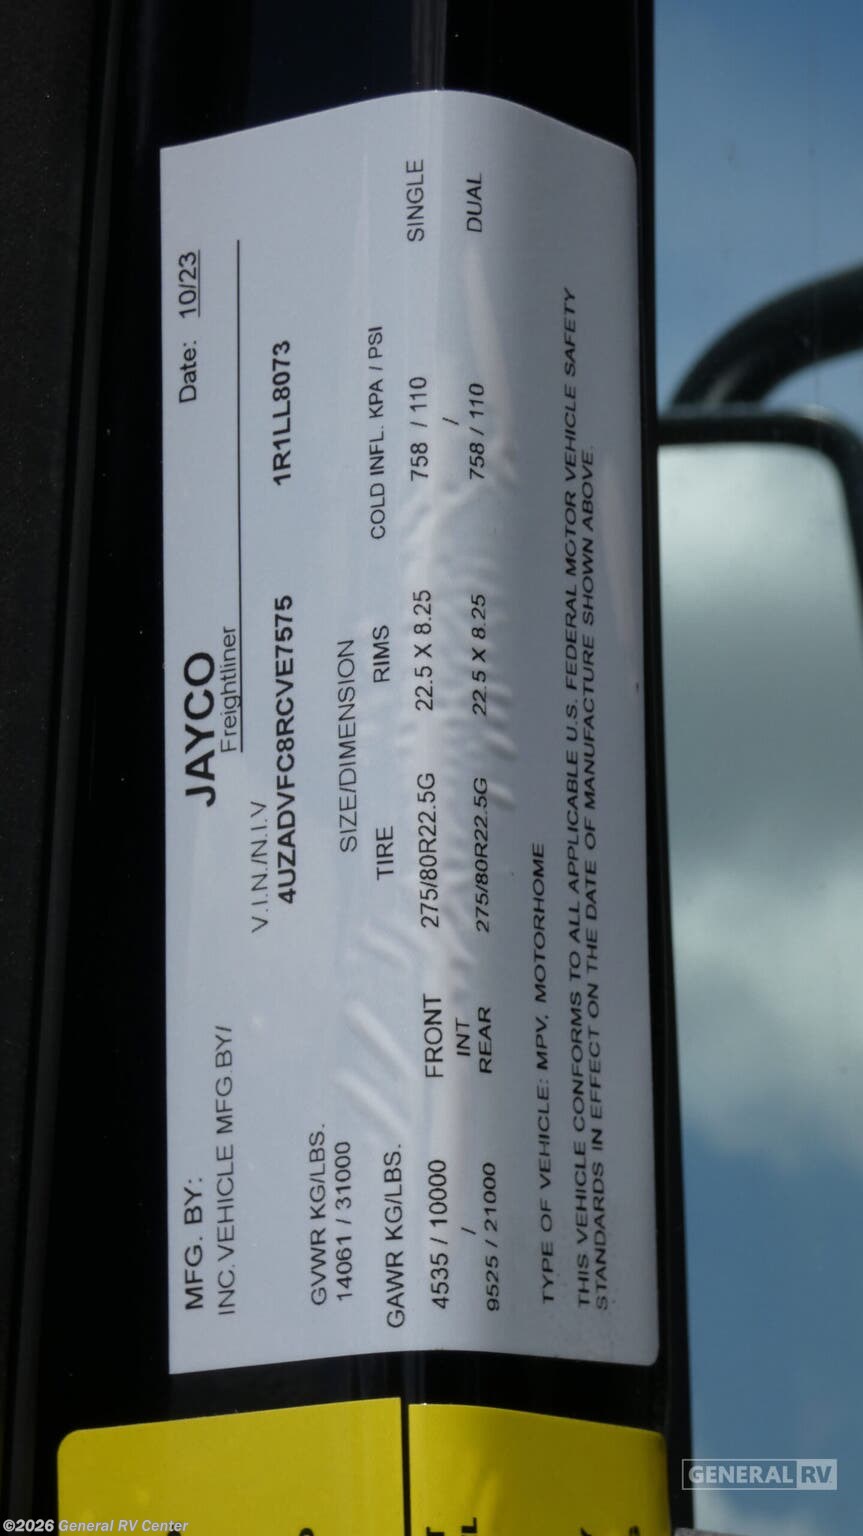 MFG. BY: JAYCO Date: 10/23
INC.VEHICLE MFG.BY/ Freightliner
V.I.N./N.I.V
4UZADVFC8RCVE7575 1R1LL8073
GVWR KG/LBS.
14061 / 31000 SIZE/DIMENSION
GAWR KG/LBS. TIRE RIMS COLD INFL. KPA / PSI
4535 / 10000 FRONT 275/80R22.5G 22.5 X 8.25 758 / 110 SINGLE
/ INT /
9525 / 21000 REAR 275/80R22.5G 22.5 X 8.25 758 / 110 DUAL
TYPE OF VEHICLE: MPV, MOTORHOME
THIS VEHICLE CONFORMS TO ALL APPLICABLE U.S. FEDERAL MOTOR VEHICLE SAFETY
STANDARDS IN EFFECT ON THE DATE OF MANUFACTURE SHOWN ABOVE.
GENERAL RV
©2026 General RV Center